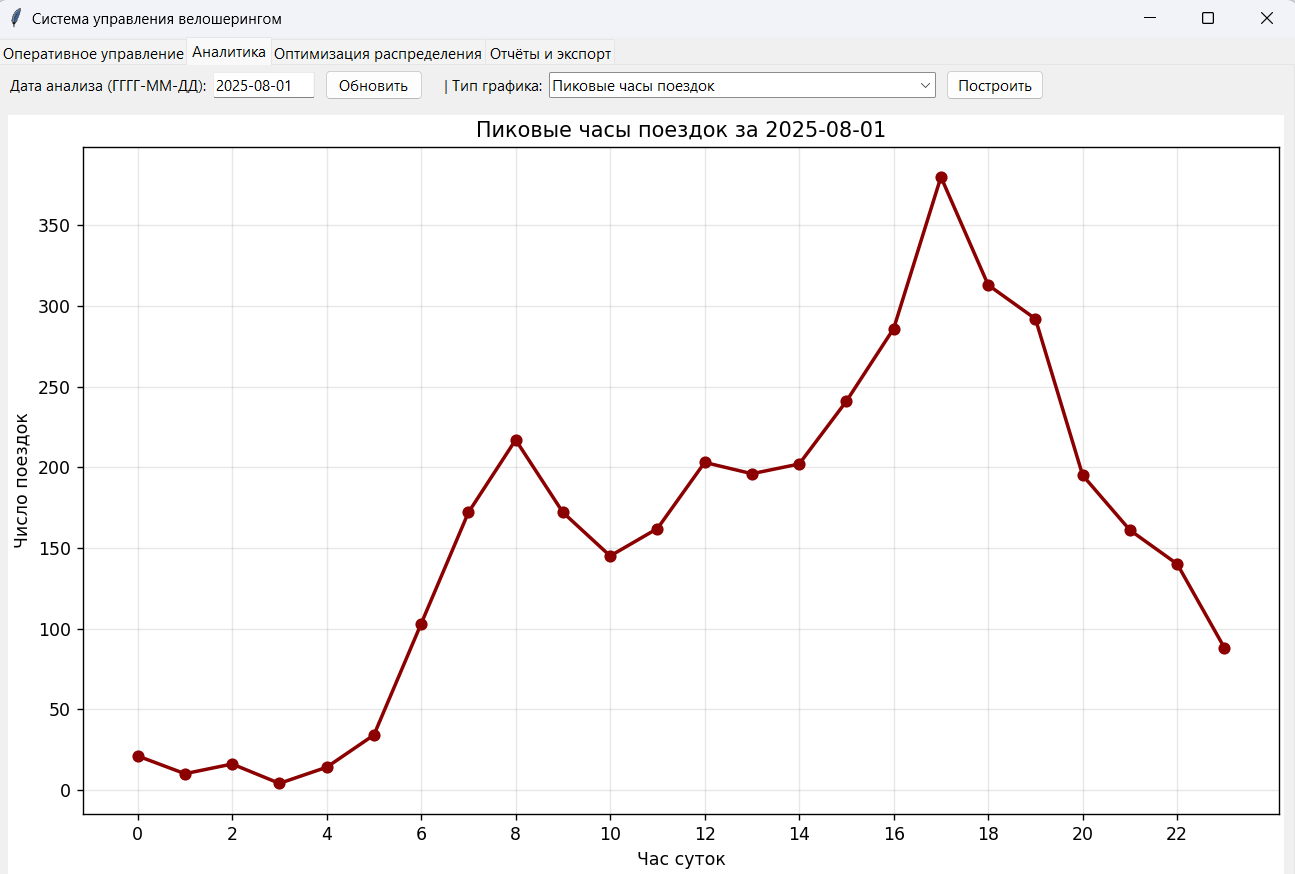 Система управления велошерингом
Оперативное управление Аналитика Оптимизация распределения Отчёты и экспорт
Дата анализа (ГГГГ-ММ-ДД): 2025-08-01 Обновить | Тип графика: Пиковые часы поездок Построить
Пиковые часы поездок за 2025-08-01
Число поездок
350
300
250
200
150
100
50
0
0 2 4 6 8 10 12 14 16 18 20 22
Час суток